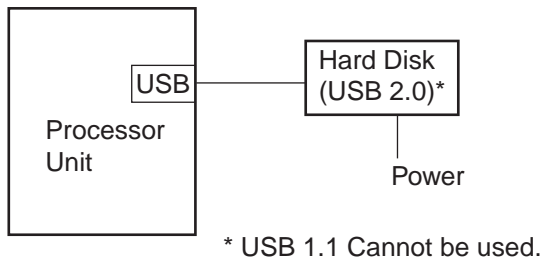 USB
Processor
Unit
Hard Disk
(USB 2.0)*
Power
* USB 1.1 Cannot be used.